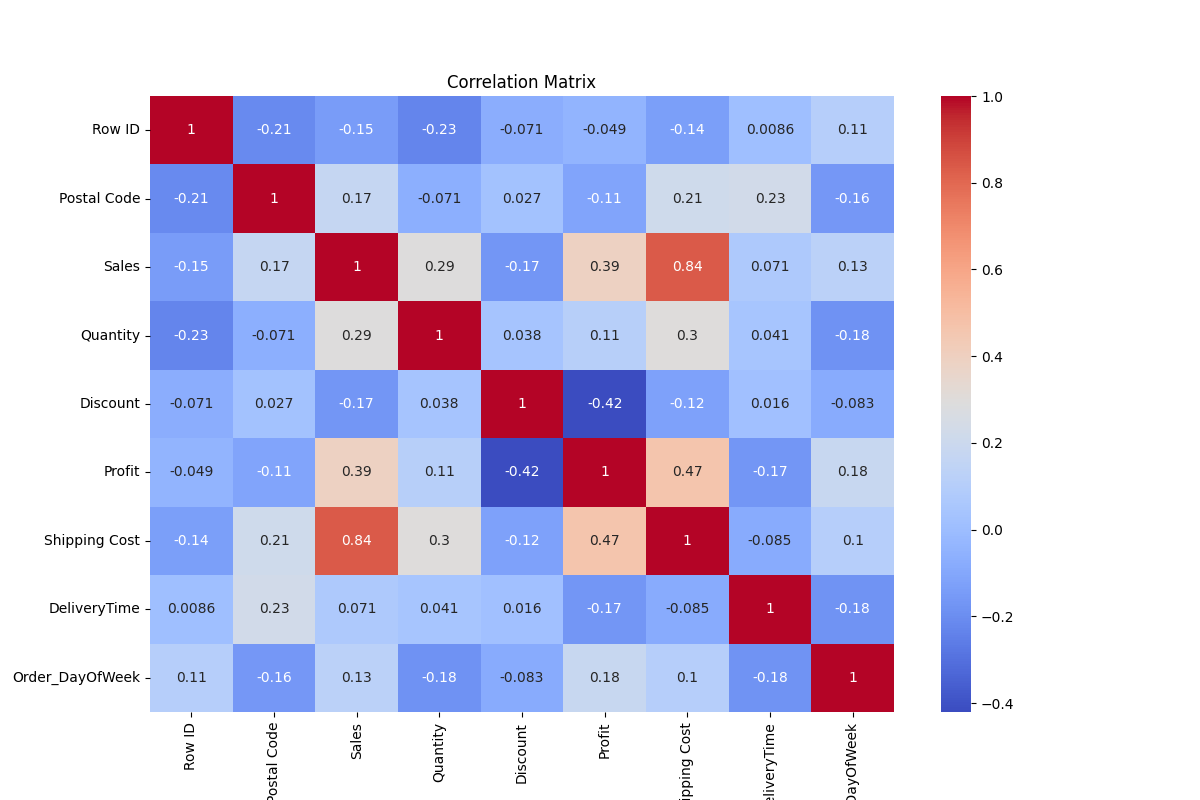 Correlation Matrix
Row ID 1 -0.21 -0.15 -0.23 -0.071 -0.049 -0.14 0.0086 0.11
Postal Code -0.21 1 0.17 -0.071 0.027 -0.11 0.21 0.23 -0.16
Sales -0.15 0.17 1 0.29 -0.17 0.39 0.84 0.071 0.13
Quantity -0.23 -0.071 0.29 1 0.038 0.11 0.3 0.041 -0.18
Discount -0.071 0.027 -0.17 0.038 1 -0.42 -0.12 0.016 -0.083
Profit -0.049 -0.11 0.39 0.11 -0.42 1 0.47 -0.17 0.18
Shipping Cost -0.14 0.21 0.84 0.3 -0.12 0.47 1 -0.085 0.1
DeliveryTime 0.0086 0.23 0.071 0.041 0.016 -0.17 -0.085 1 -0.18
Order_DayOfWeek 0.11 -0.16 0.13 -0.18 -0.083 0.18 0.1 -0.18 1
Row ID
Postal Code
Sales
Quantity
Discount
Profit
ipping Cost
eliveryTime
DayOfWeek
1.0
0.8
0.6
0.4
0.2
0.0
−0.2
−0.4